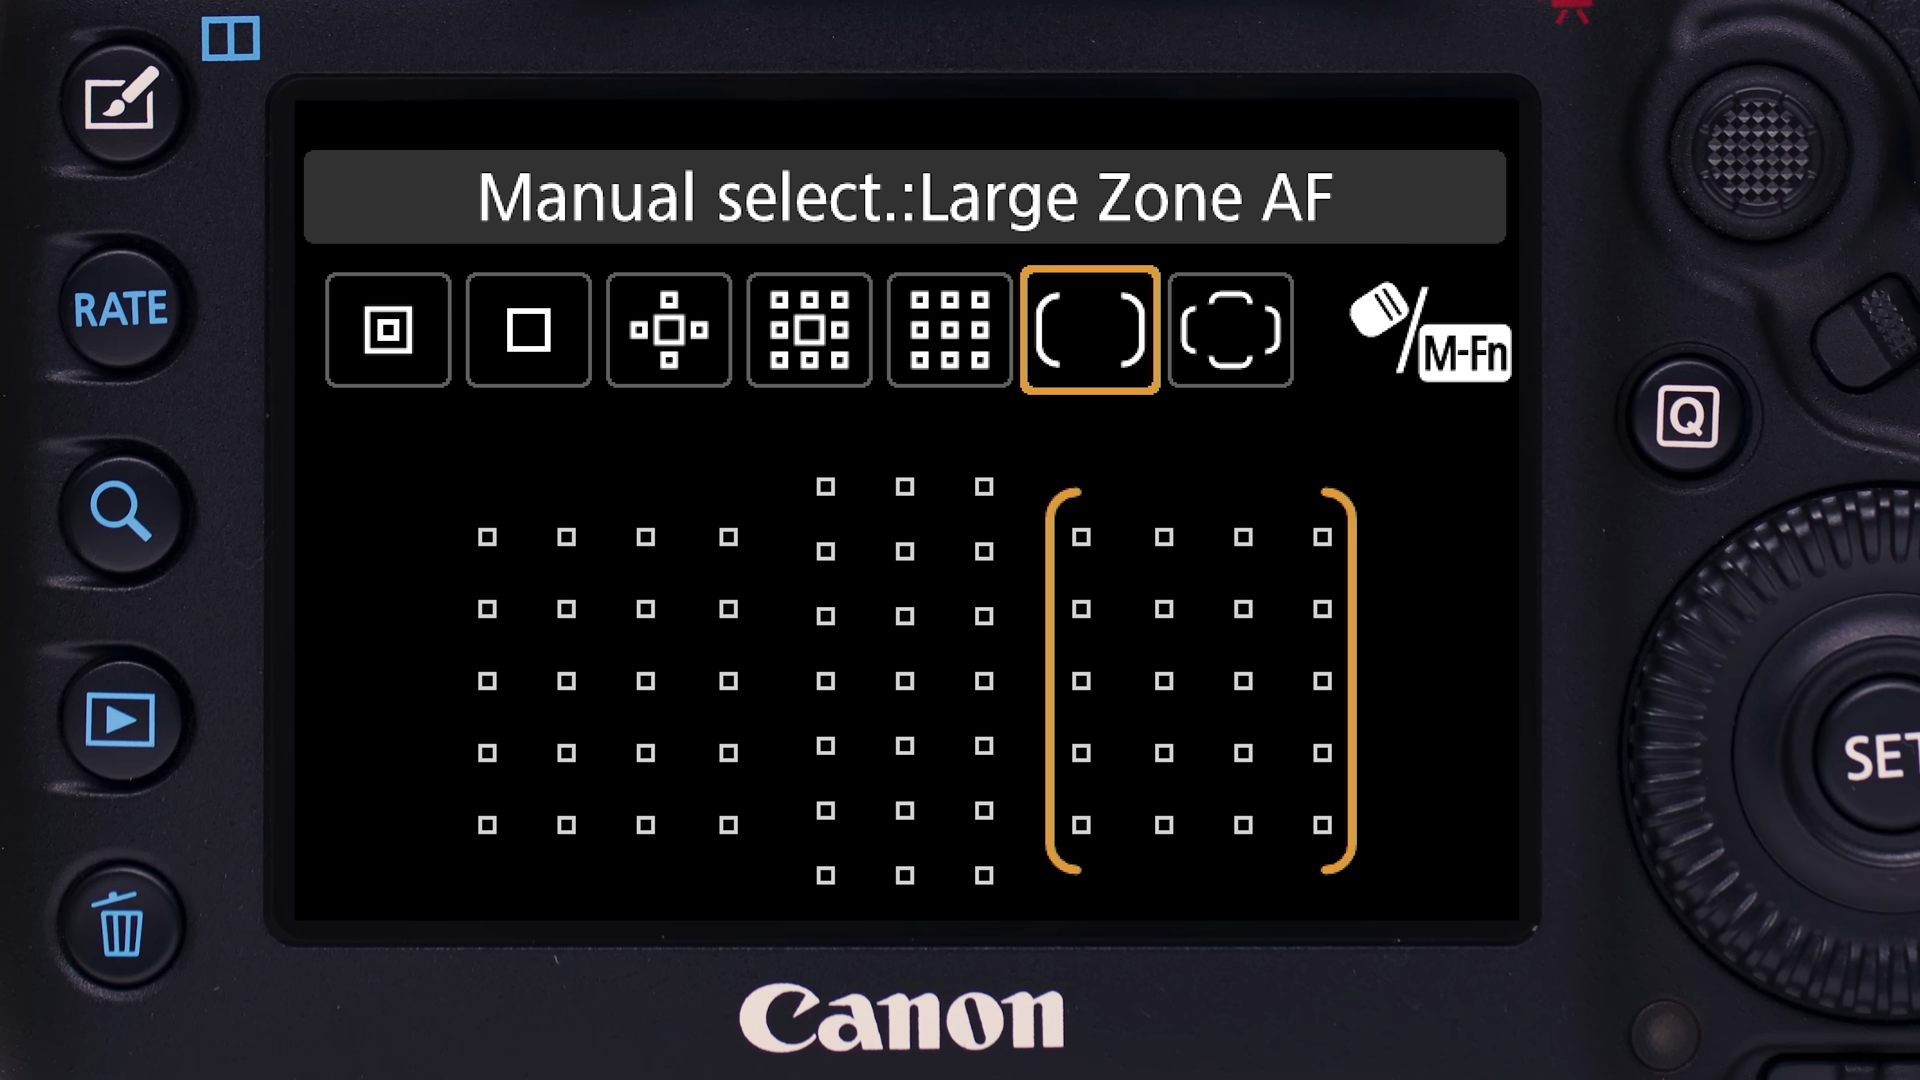 Manual select.:Large Zone AF
RATE
M-Fn
Q
SET
Canon